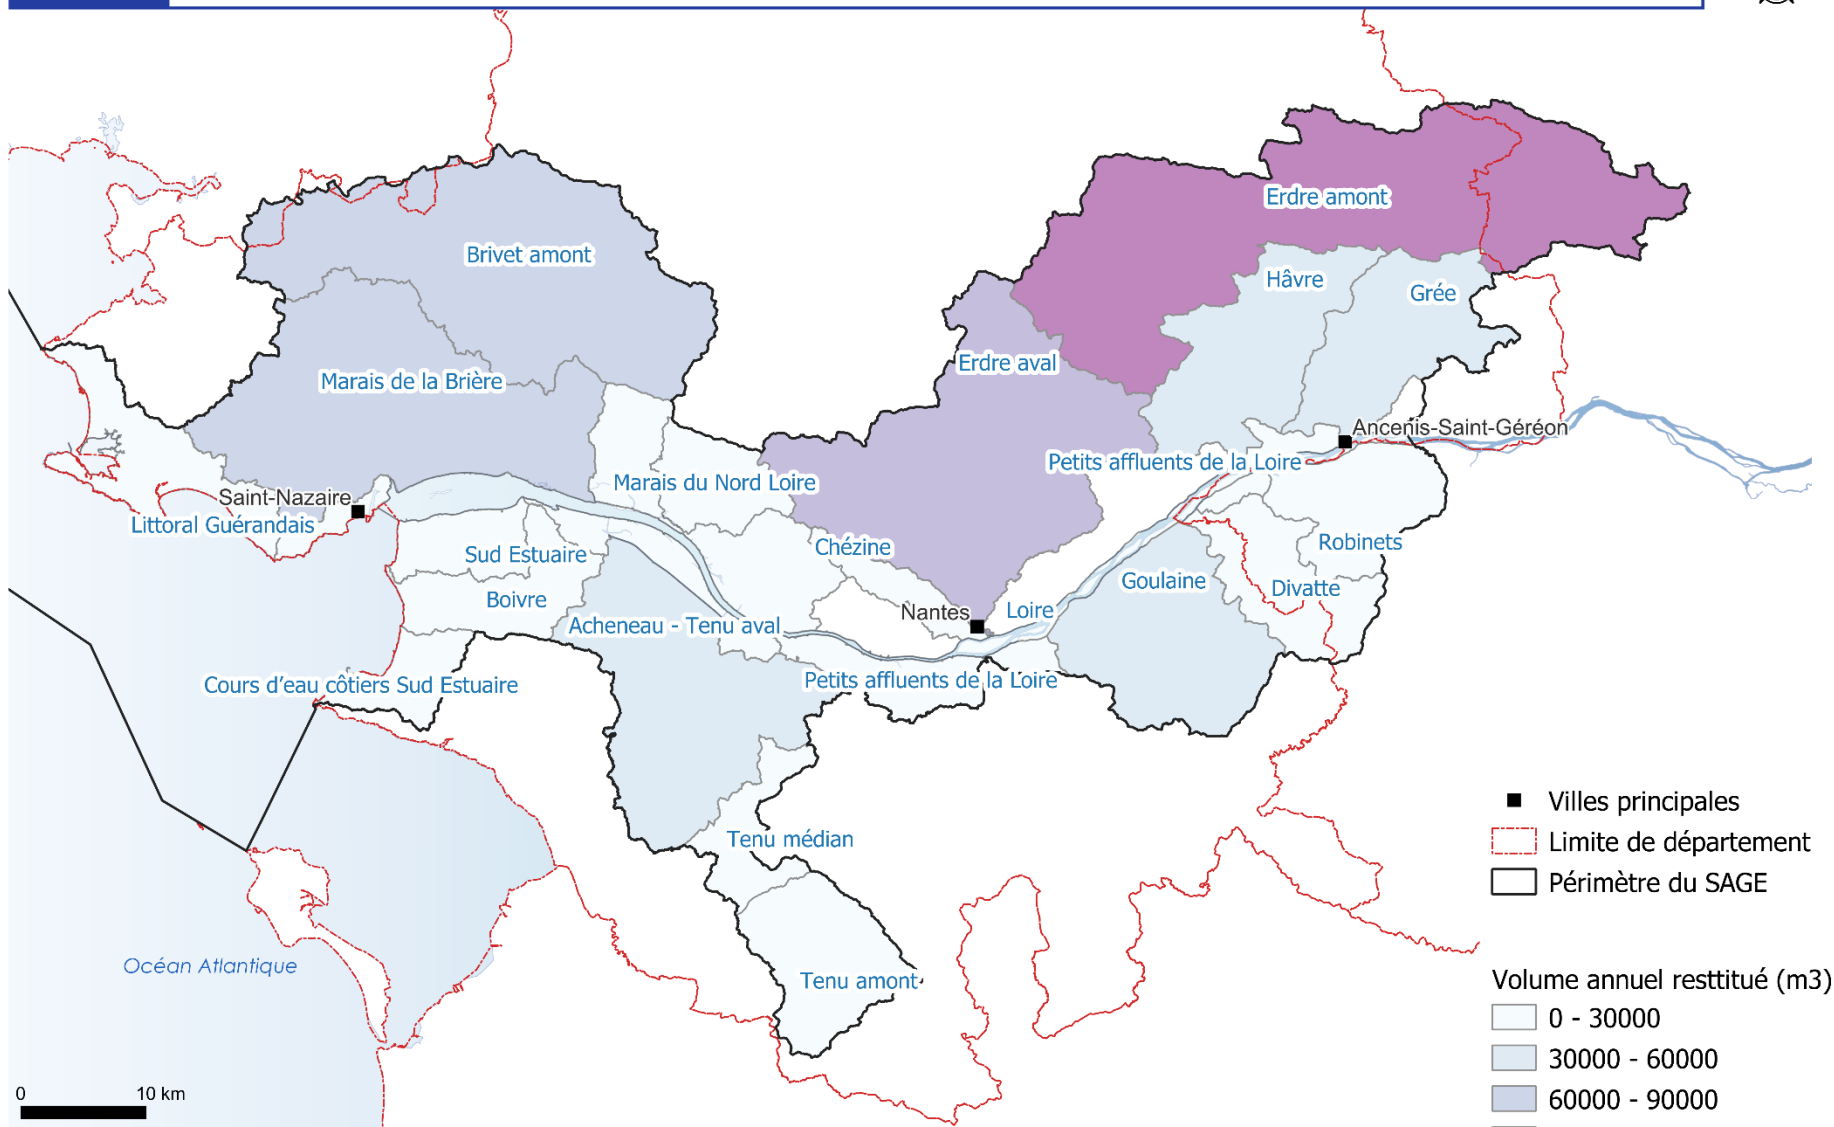 Erdre amont
Brivet amont
Hâvre
Grée
Erdre aval
Marais de la Brière
Ancenis-Saint-Géréon
Petits affluents de la Loire
Marais du Nord Loire
Saint-Nazaire
Littoral Guérandais
Sud Estuaire
Chézine
Robinets
Goulaine
Divatte
Boivre
Nantes
Loire
Acheneau - Tenu aval
Petits affluents de la Loire
Cours d'eau côtiers Sud Estuaire
Tenu médian
Tenu amont
Océan Atlantique
Villes principales
Limite de département
Périmètre du SAGE
Volume annuel resttitué (m3)
0 - 30000
30000 - 60000
60000 - 90000
0 10 km